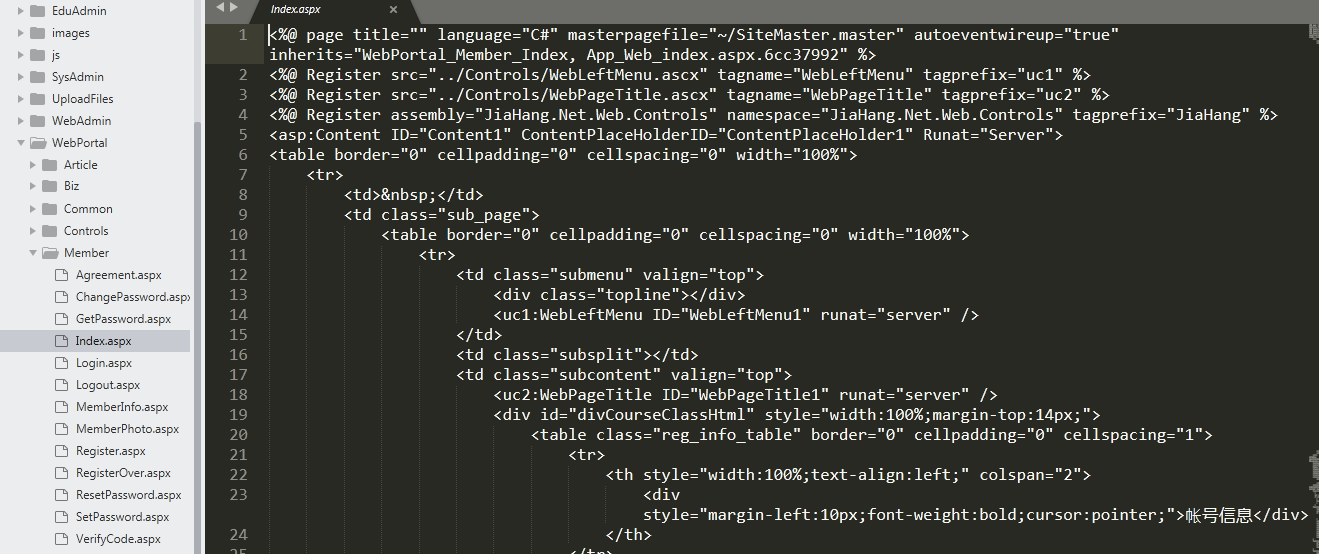 EduAdmin
images
js
SysAdmin
UploadFiles
WebAdmin
WebPortal
Article
Biz
Common
Controls
Member
Agreement.aspx
ChangePassword.aspx
GetPassword.aspx
Index.aspx
Login.aspx
Logout.aspx
MemberInfo.aspx
MemberPhoto.aspx
Register.aspx
RegisterOver.aspx
ResetPassword.aspx
SetPassword.aspx
VerifyCode.aspx
Index.aspx ×
1 <%@ page title="" language="C#" masterpagefile="~/SiteMaster.master" autoeventwireup="true"
inherits="WebPortal_Member_Index, App_Web_index.aspx.6cc37992" %>
2 <%@ Register src="../Controls/WebLeftMenu.ascx" tagname="WebLeftMenu" tagprefix="uc1" %>
3 <%@ Register src="../Controls/WebPageTitle.ascx" tagname="WebPageTitle" tagprefix="uc2" %>
4 <%@ Register assembly="JiaHang.Net.Web.Controls" namespace="JiaHang.Net.Web.Controls" tagprefix="JiaHang" %>
5 <asp:Content ID="Content1" ContentPlaceHolderID="ContentPlaceHolder1" Runat="Server">
6 <table border="0" cellpadding="0" cellspacing="0" width="100%">
7 <tr>
8 <td>&nbsp;</td>
9 <td class="sub_page">
10 <table border="0" cellpadding="0" cellspacing="0" width="100%">
11 <tr>
12 <td class="submenu" valign="top">
13 <div class="topline"></div>
14 <uc1:WebLeftMenu ID="WebLeftMenu1" runat="server" />
15 </td>
16 <td class="subsplit"></td>
17 <td class="subcontent" valign="top">
18 <uc2:WebPageTitle ID="WebPageTitle1" runat="server" />
19 <div id="divCourseClassHtml" style="width:100%;margin-top:14px;">
20 <table class="reg_info_table" border="0" cellpadding="0" cellspacing="1">
21 <tr>
22 <th style="width:100%;text-align:left;" colspan="2">
23 <div
style="margin-left:10px;font-weight:bold;cursor:pointer;">帐号信息</div>
24 </th>
25 </tr>